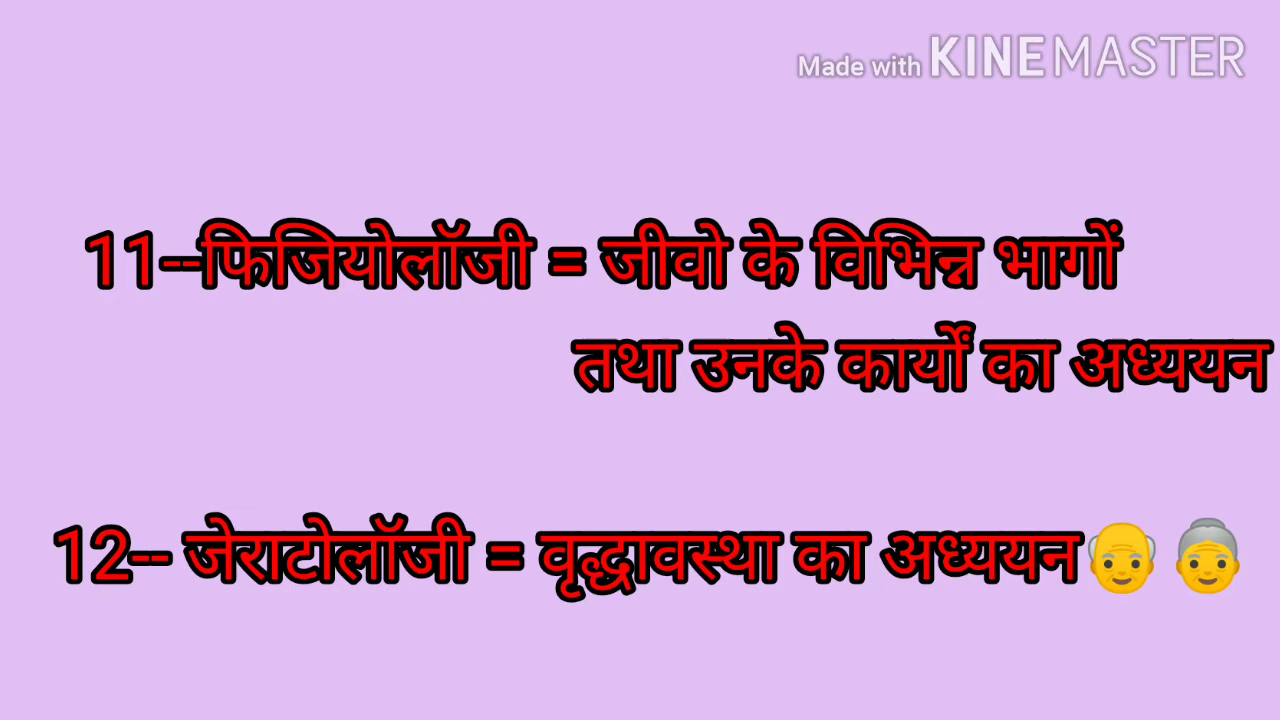 Made with KINEMASTER
11--फिजियोलॉजी = जीवो के विभिन्न भागों
तथा उनके कार्यों का अध्ययन
12-- जेराटोलॉजी = वृद्धावस्था का अध्ययन👴 👵